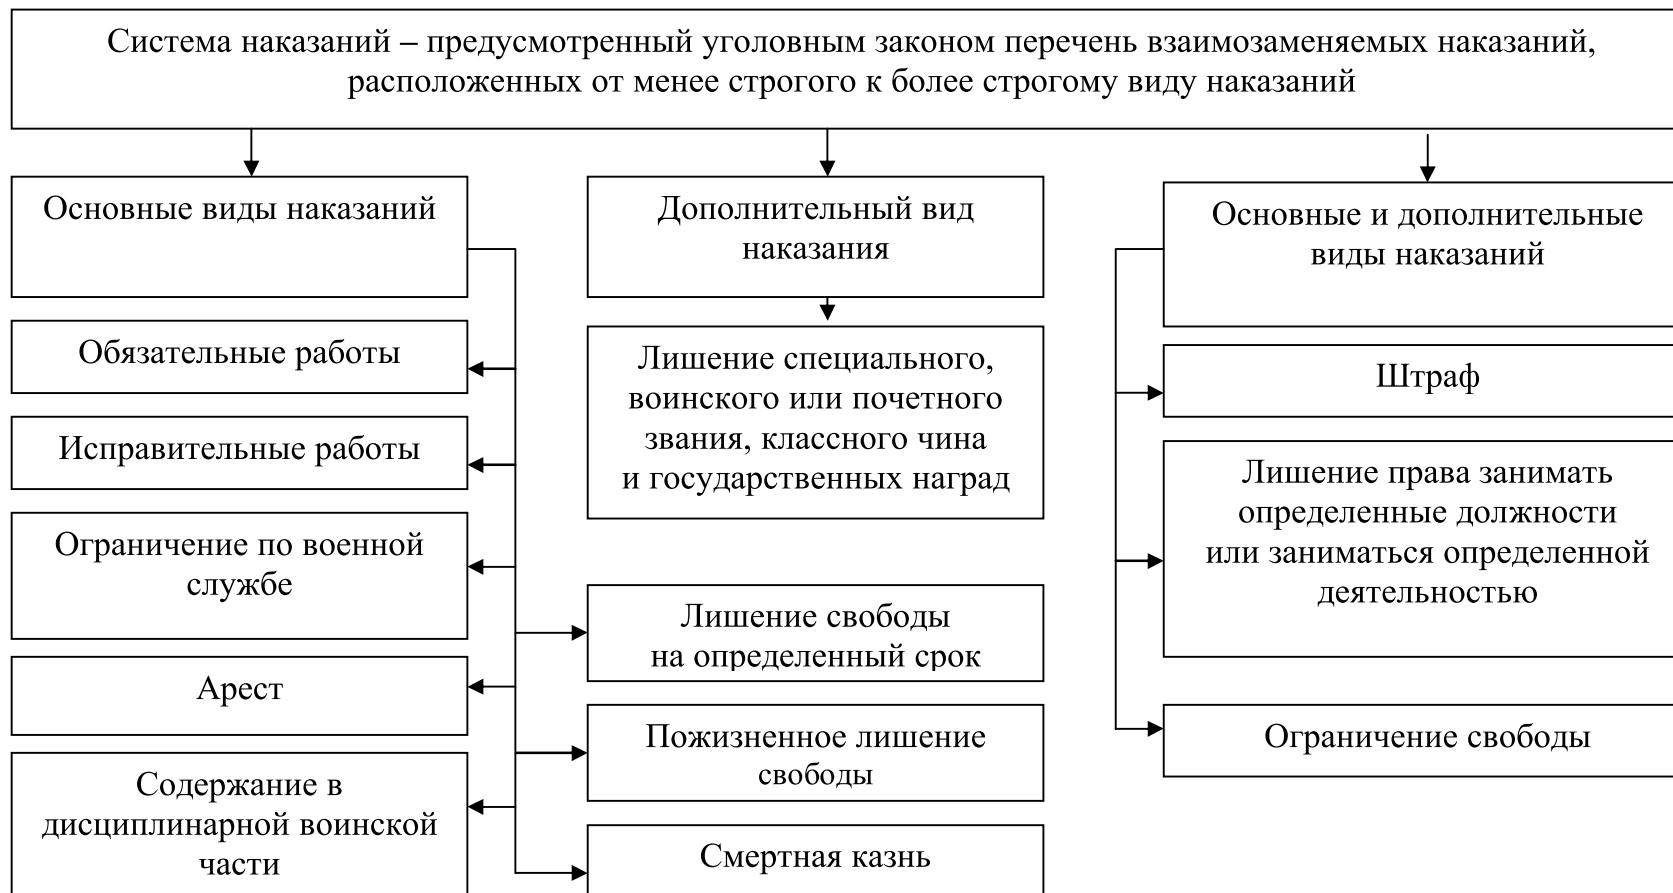 Система наказаний – предусмотренный уголовным законом перечень взаимозаменяемых наказаний,
расположенных от менее строгого к более строгому виду наказаний
Основные виды наказаний
Обязательные работы
Исправительные работы
Ограничение по военной
службе
Арест
Содержание в
дисциплинарной воинской
части
Дополнительный вид
наказания
Лишение специального,
воинского или почетного
звания, классного чина
и государственных наград
Лишение свободы
на определенный срок
Пожизненное лишение
свободы
Смертная казнь
Основные и дополнительные
виды наказаний
Штраф
Лишение права занимать
определенные должности
или заниматься определенной
деятельностью
Ограничение свободы